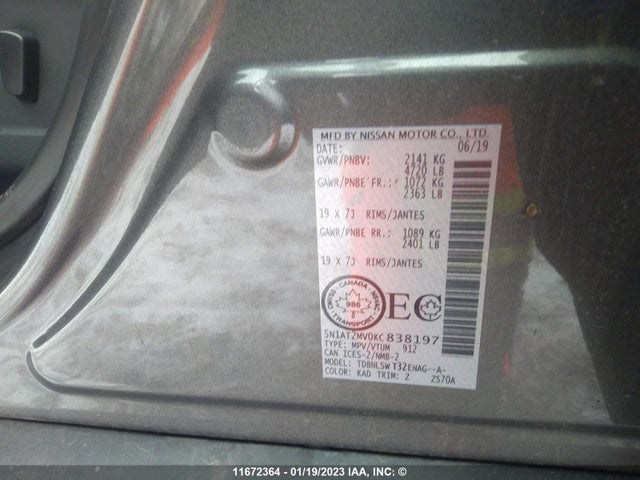 MFD BY NISSAN MOTOR CO., LTD.
DATE: 06/19
GVWR/PNBV: 2141 KG
4720 LB
GAWR/PNBE FR.: 1072 KG
2363 LB
19 X 7J RIMS/JANTES
GAWR/PNBE RR.: 1089 KG
2401 LB
19 X 7J RIMS/JANTES
CANADA
986
EC
5N1AT2MV0KC838197
TYPE: MPV/VTUM 912
CAN ICES-2/NMB-2
MODEL: TDBNLSW T32ENAG--A-
COLOR: KAD TRIM: Z 2S70A
11672364 - 01/19/2023 IAA, INC. ©